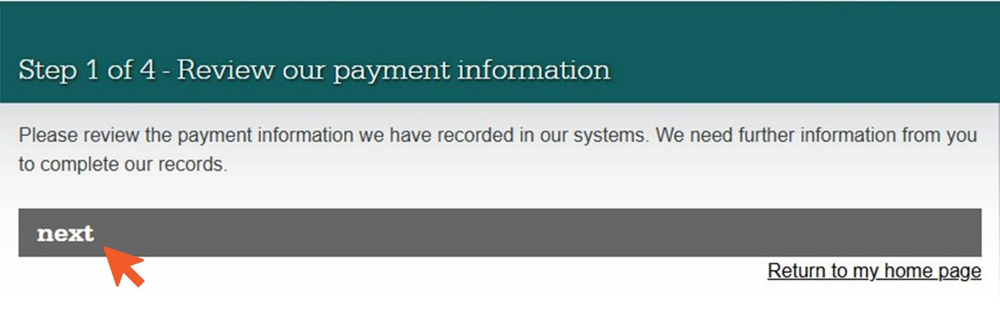 Step 1 of 4 - Review our payment information
Please review the payment information we have recorded in our systems. We need further information from you
to complete our records.
next
Return to my home page